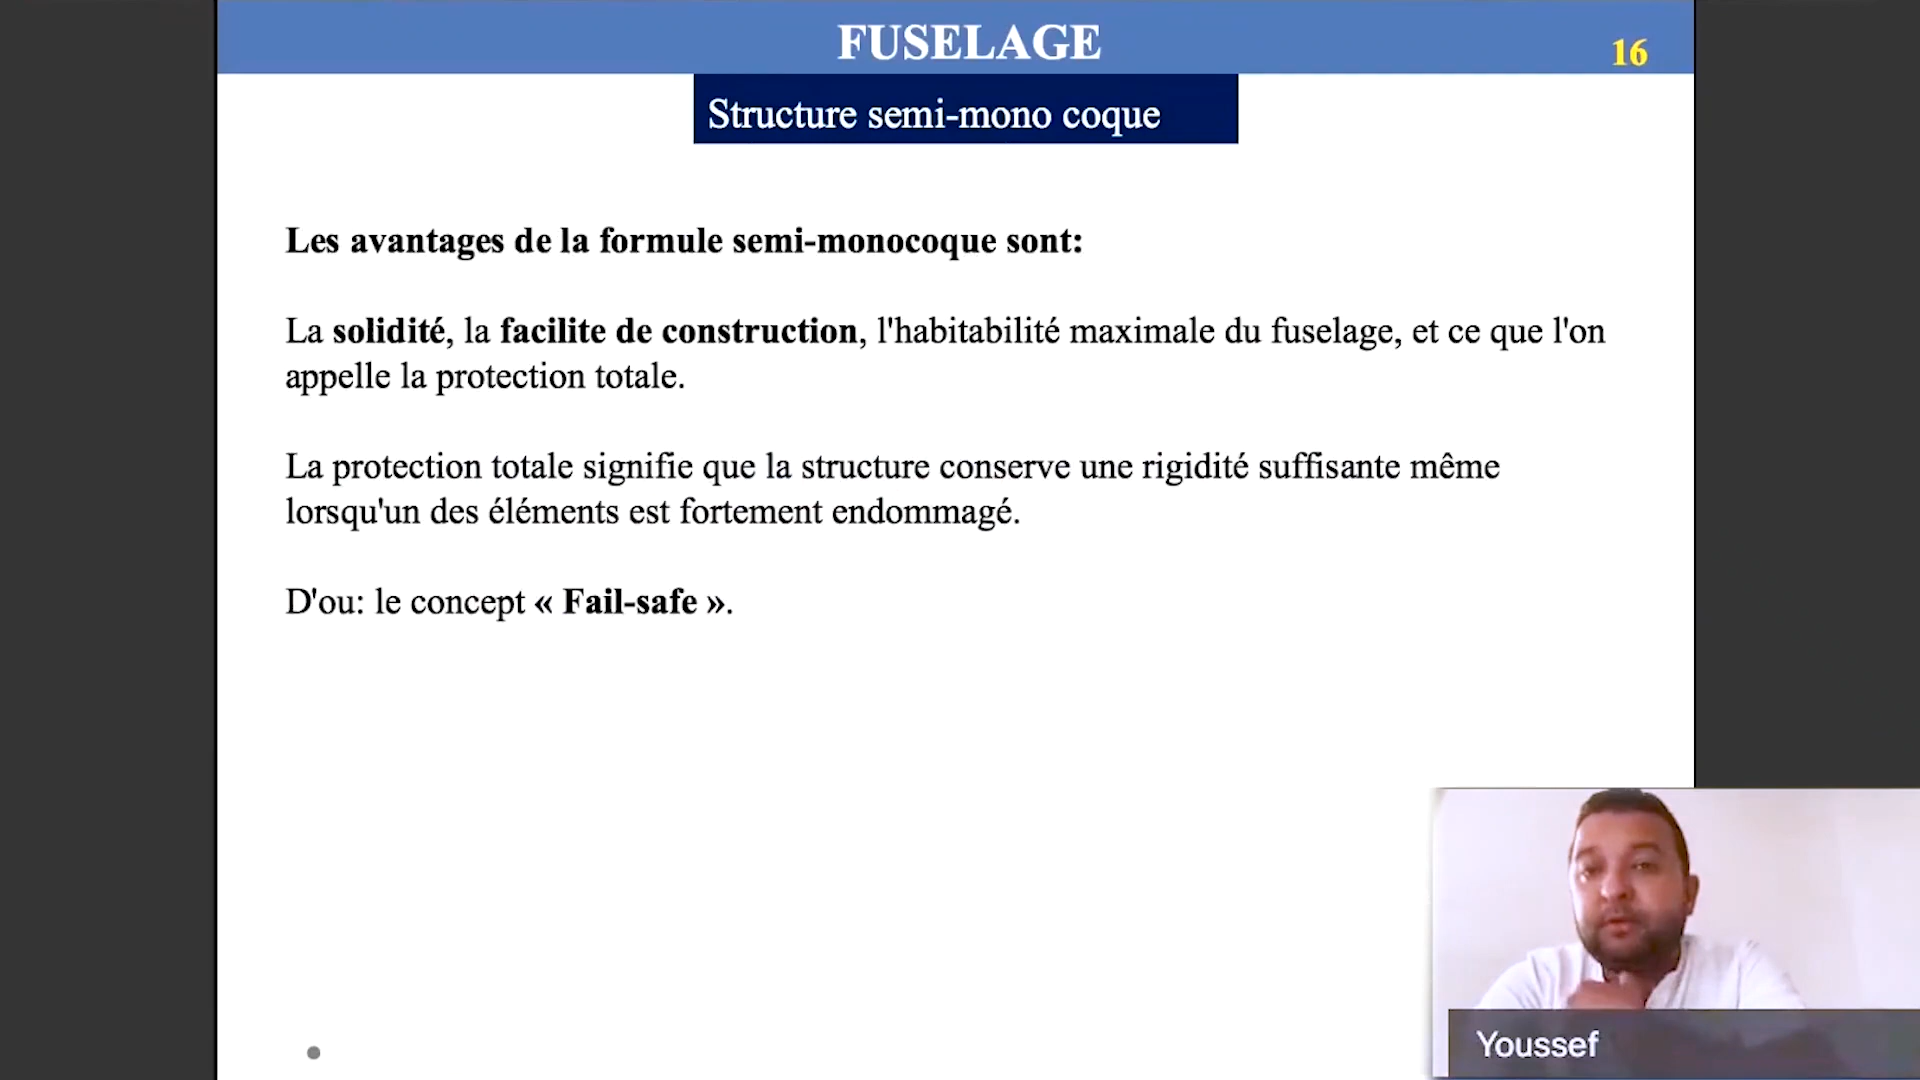 FUSELAGE
16
Structure semi-mono coque
Les avantages de la formule semi-monocoque sont:
La solidité, la facilite de construction, l'habitabilité maximale du fuselage, et ce que l'on
appelle la protection totale.
La protection totale signifie que la structure conserve une rigidité suffisante même
lorsqu'un des éléments est fortement endommagé.
D'ou: le concept « Fail-safe ».
Youssef